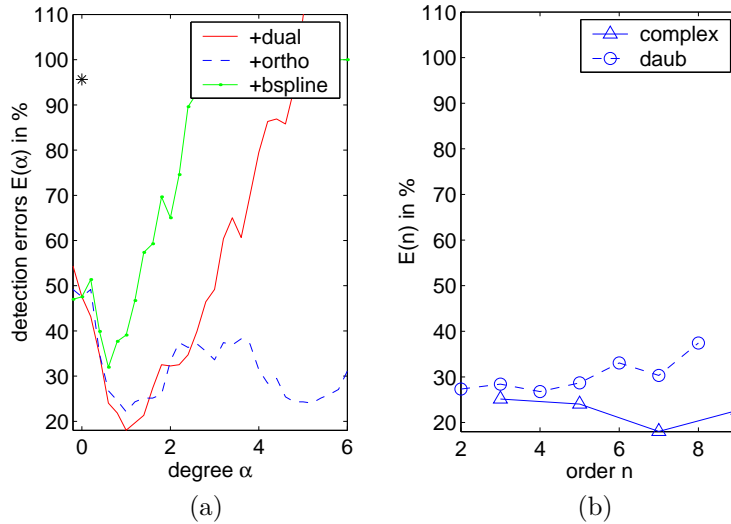 110
100
90
80
70
60
50
40
30
20
detection errors E(α) in %
+dual
+ortho
+bspline
*
0
2
4
6
degree α
(a)
110
100
90
80
70
60
50
40
30
20
E(n) in %
complex
daub
2
4
6
8
order n
(b)